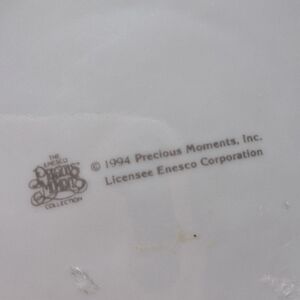 THE
ENESCO
PRECIOUS
MOMENTS
COLLECTION
© 1994 Precious Moments, Inc.
Licensee Enesco Corporation